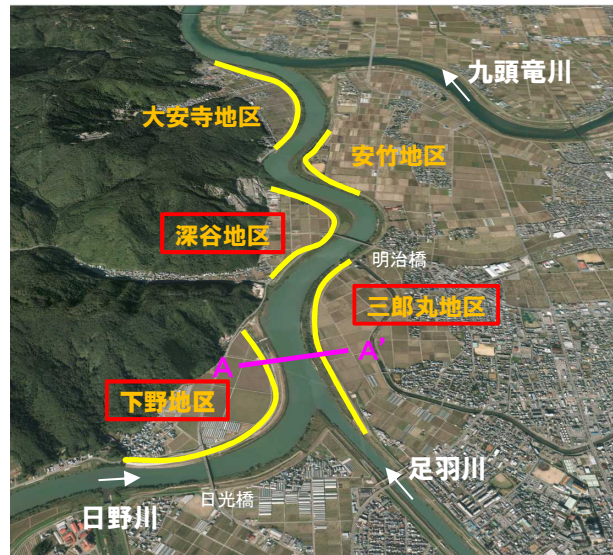 九頭竜川
大安寺地区
安竹地区
深谷地区
明治橋
三郎丸地区
A
A'
下野地区
足羽川
日光橋
日野川